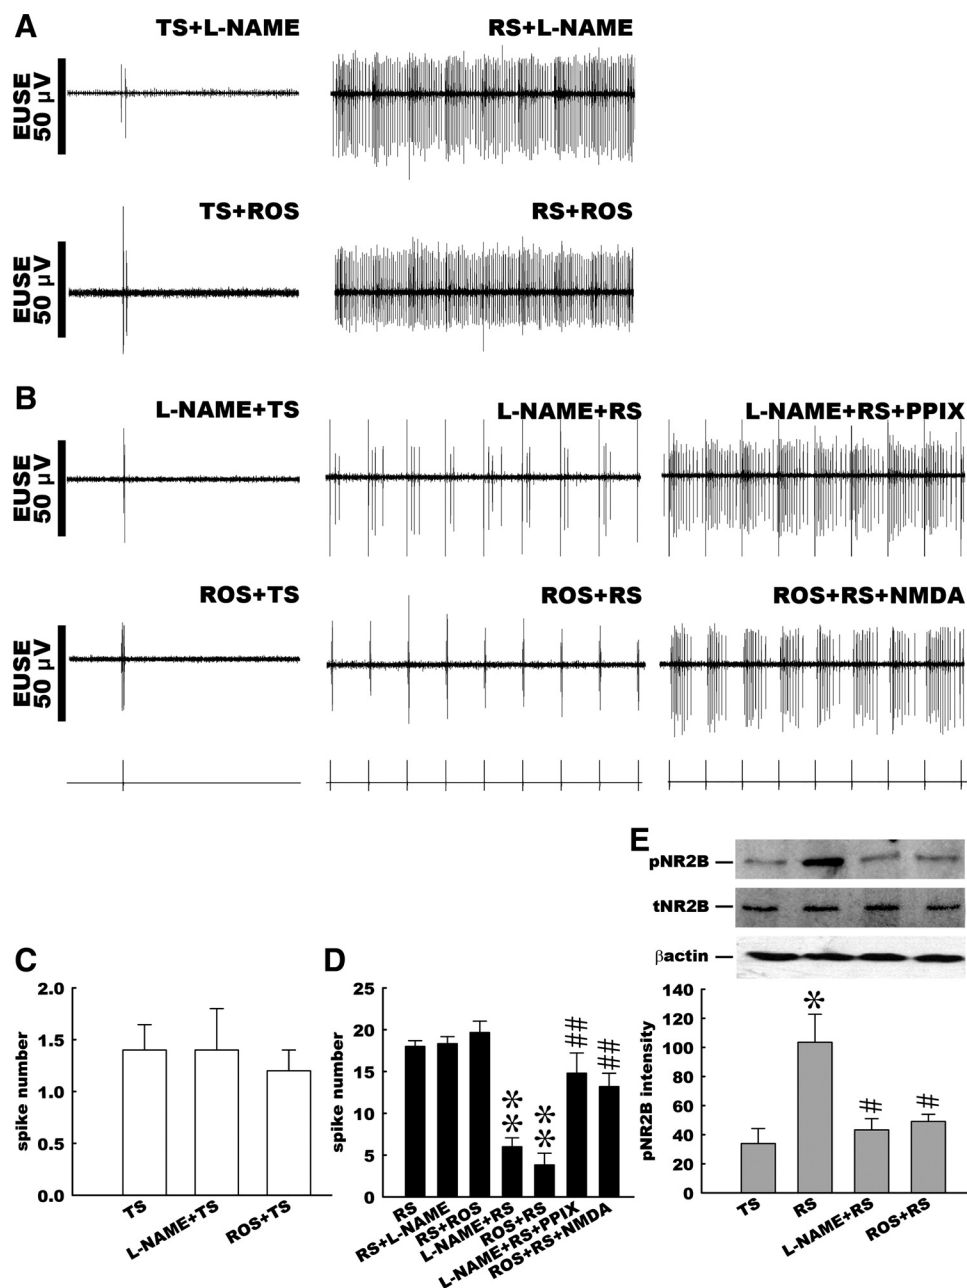 A
TS+L-NAME
RS+L-NAME
EUSE
50 µV
TS+ROS
RS+ROS
EUSE
50 µV
B
L-NAME+TS
L-NAME+RS
L-NAME+RS+PPIX
EUSE
50 µV
ROS+TS
ROS+RS
ROS+RS+NMDA
EUSE
50 µV
E
pNR2B
tNR2B
βactin
C
spike number
2.0
1.5
1.0
0.5
0.0
TS
L-NAME+TS
ROS+TS
D
spike number
25
20
15
10
5
0
**
**
##
##
RS
RS+L-NAME
RS+ROS
L-NAME+RS
ROS+RS
L-NAME+RS+PPIX
ROS+RS+NMDA
pNR2B intensity
140
120
100
80
60
40
20
0
*
#
#
TS
RS
L-NAME+RS
ROS+RS